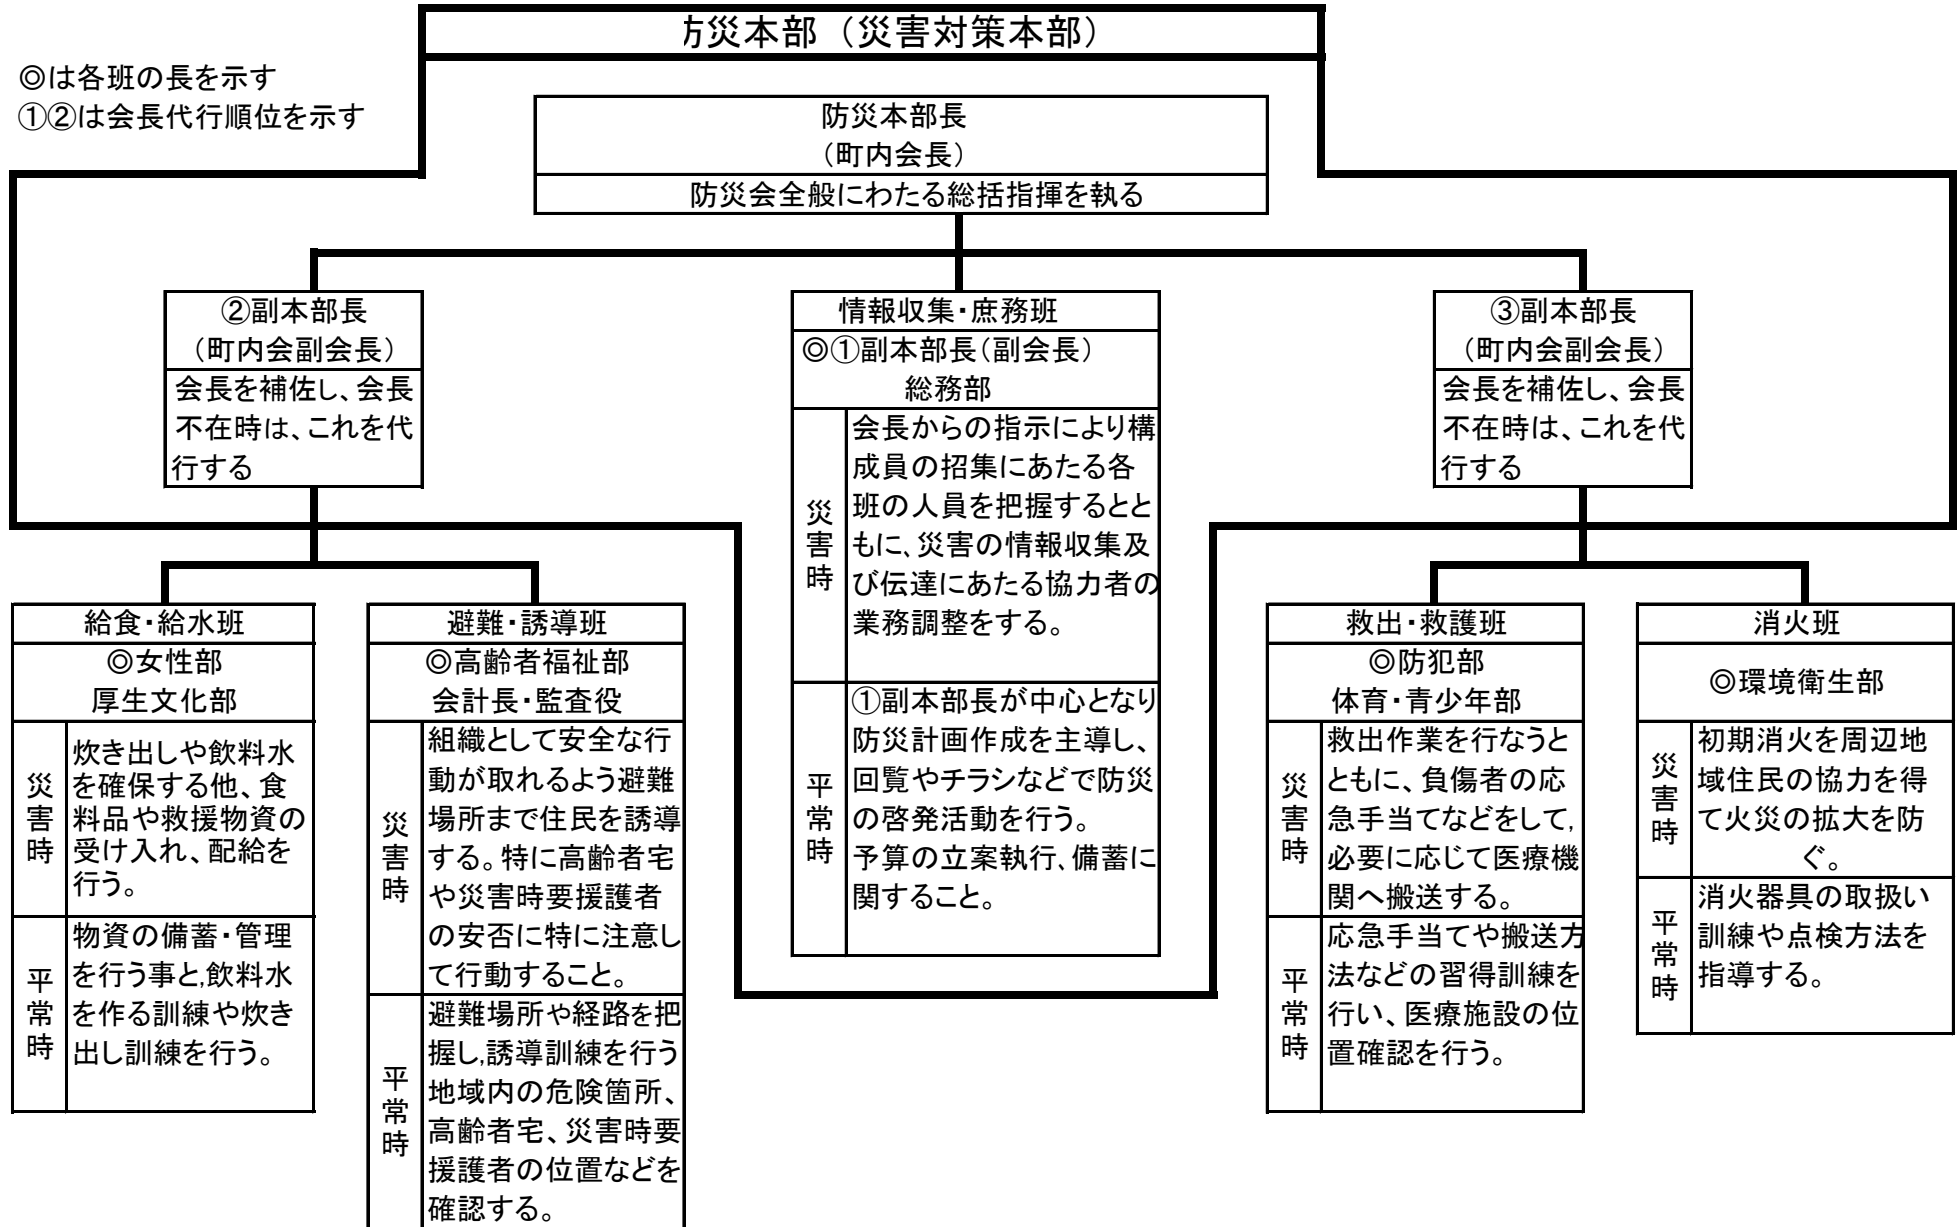 防災本部（災害対策本部）
◎は各班の長を示す
①②は会長代行順位を示す
防災本部長
（町内会長）
防災会全般にわたる総括指揮を執る
②副本部長
（町内会副会長）
会長を補佐し、会長
不在時は、これを代
行する
情報収集・庶務班
◎①副本部長（副会長）
総務部
災害時
会長からの指示により構
成員の招集にあたる各
班の人員を把握するとと
もに、災害の情報収集及
び伝達にあたる協力者の
業務調整をする。
平常時
①副本部長が中心となり
防災計画作成を主導し、
回覧やチラシなどで防災
の啓発活動を行う。
予算の立案執行、備蓄に
関すること。
③副本部長
（町内会副会長）
会長を補佐し、会長
不在時は、これを代
行する
給食・給水班
◎女性部
厚生文化部
災害時
炊き出しや飲料水
を確保する他、食
料品や救援物資の
受け入れ、配給を
行う。
平常時
物資の備蓄・管理
を行う事と,飲料水
を作る訓練や炊き
出し訓練を行う。
避難・誘導班
◎高齢者福祉部
会計長・監査役
災害時
組織として安全な行
動が取れるよう避難
場所まで住民を誘導
する。特に高齢者宅
や災害時要援護者
の安否に特に注意し
て行動すること。
平常時
避難場所や経路を把
握し,誘導訓練を行う
地域内の危険箇所、
高齢者宅、災害時要
援護者の位置などを
確認する。
救出・救護班
◎防犯部
体育・青少年部
災害時
救出作業を行なうと
ともに、負傷者の応
急手当てなどをして,
必要に応じて医療機
関へ搬送する。
平常時
応急手当てや搬送方
法などの習得訓練を
行い、医療施設の位
置確認を行う。
消火班
◎環境衛生部
災害時
初期消火を周辺地
域住民の協力を得
て火災の拡大を防
ぐ。
平常時
消火器具の取扱い
訓練や点検方法を
指導する。